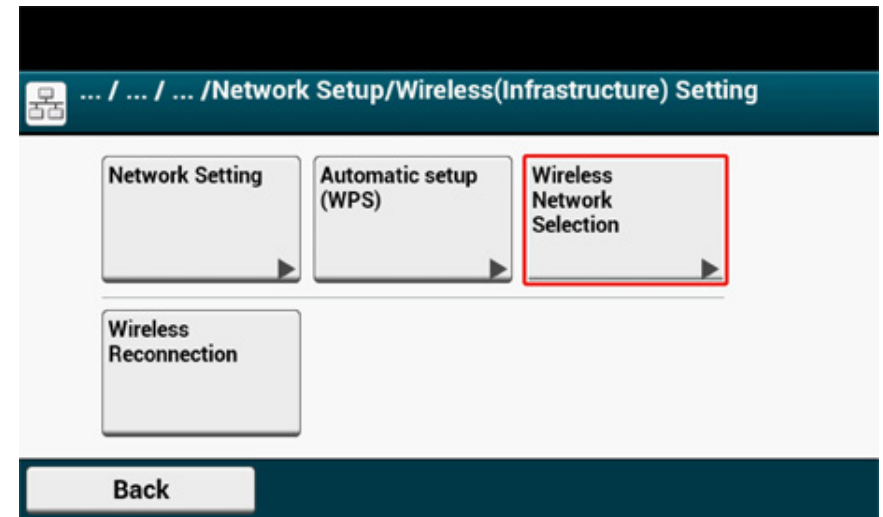 ... / ... / ... /Network Setup/Wireless(Infrastructure) Setting
Network Setting
Automatic setup
(WPS)
Wireless
Network
Selection
Wireless
Reconnection
Back